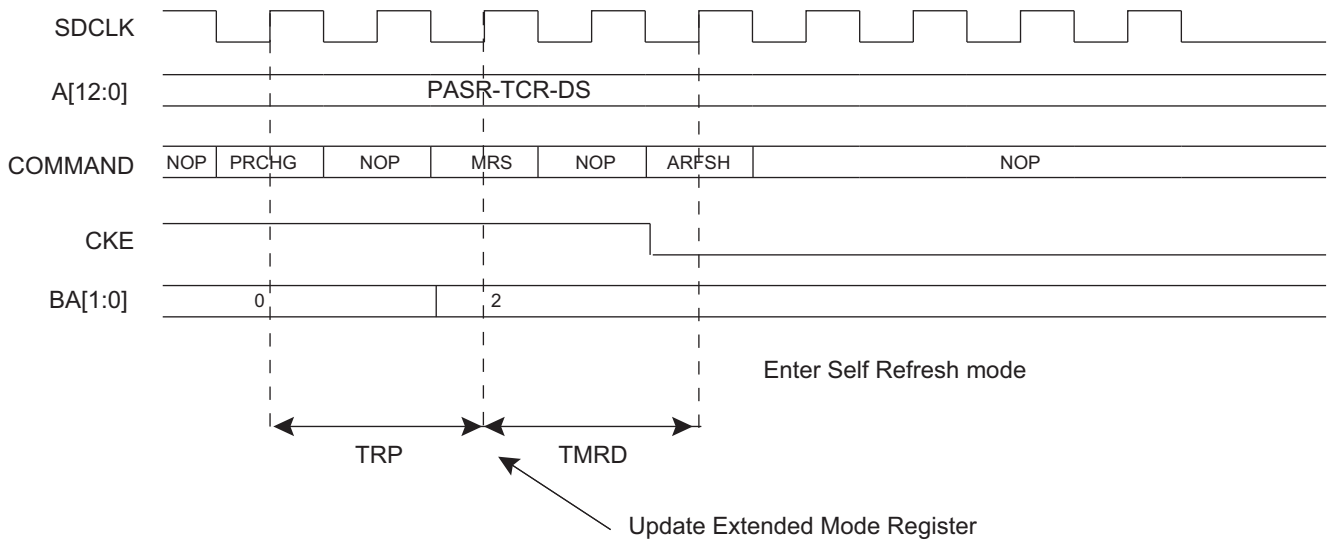 SDCLK
A[12:0] PASR-TCR-DS
COMMAND NOP PRCHG NOP MRS NOP ARFSH NOP
CKE
BA[1:0] 0 2
Enter Self Refresh mode
TRP TMRD
Update Extended Mode Register